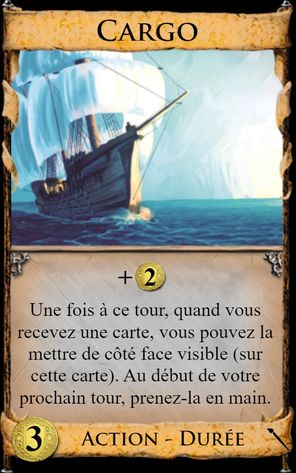 CARGO
+2
Une fois à ce tour, quand vous
recevez une carte, vous pouvez la
mettre de côté face visible (sur
cette carte). Au début de votre
prochain tour, prenez-la en main.
3 ACTION - DURÉE